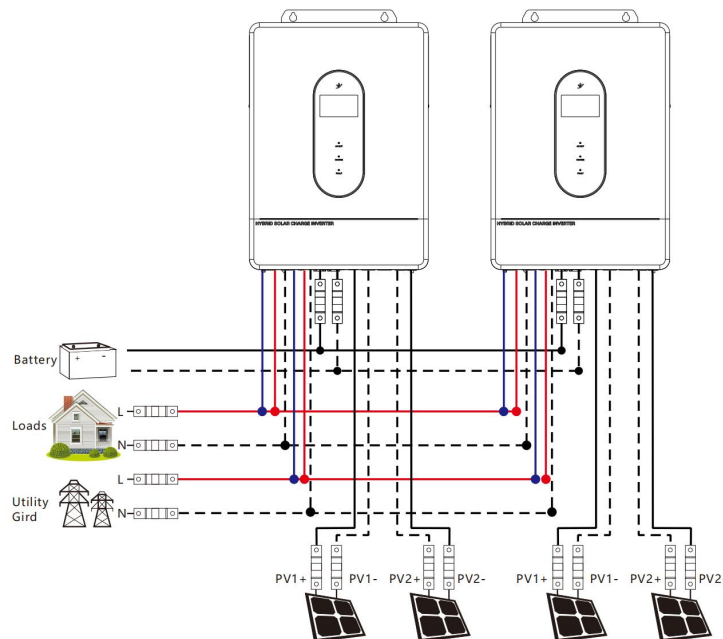 HYBRID SOLAR CHARGE INVERTER
HYBRID SOLAR CHARGE INVERTER
Battery
+ -
Loads
L
N
Utility
Gird
L
N
PV1+ PV1- PV2+ PV2- PV1+ PV1- PV2+ PV2